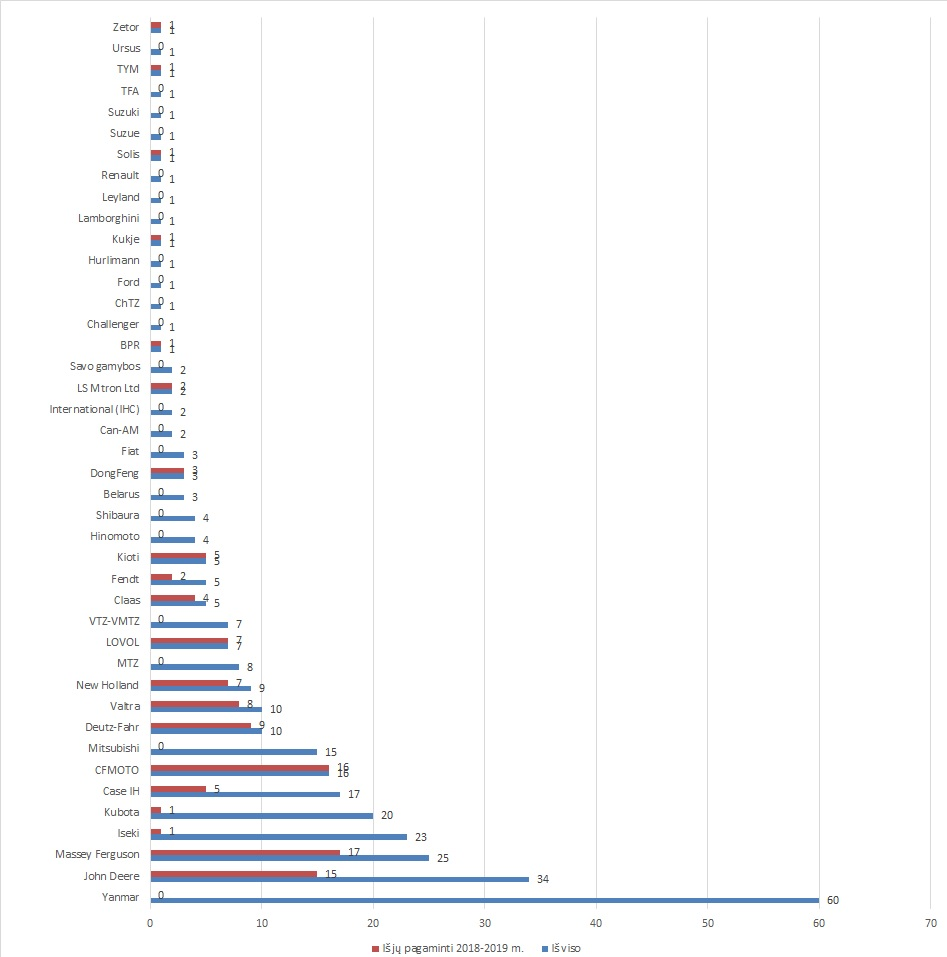 Zetor 1 1
Ursus 0 1
TYM 1 1
TFA 0 1
Suzuki 0 1
Suzue 0 1
Solis 1 1
Renault 0 1
Leyland 0 1
Lamborghini 0 1
Kukje 1 1
Hurlimann 0 1
Ford 0 1
ChTZ 0 1
Challenger 0 1
BPR 1 1
Savo gamybos 0 2
LS Mtron Ltd 2 2
International (IHC) 0 2
Can-AM 0 2
Fiat 0 3
DongFeng 3 3
Belarus 0 3
Shibaura 0 4
Hinomoto 0 4
Kioti 5 5
Fendt 2 5
Claas 4 5
VTZ-VMTZ 0 7
LOVOL 7 7
MTZ 0 8
New Holland 7 9
Valtra 8 10
Deutz-Fahr 9 10
Mitsubishi 0 15
CFMOTO 16 16
Case IH 5 17
Kubota 1 20
Iseki 1 23
Massey Ferguson 17 25
John Deere 15 34
Yanmar 0 60
0 10 20 30 40 50 60 70
Iš jų pagaminti 2018-2019 m. Iš viso